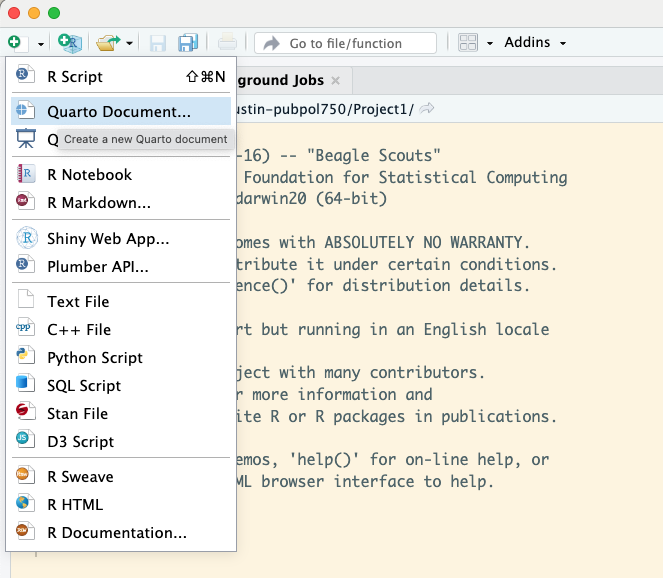 Go to file/function
Addins
R Script ⇧⌘N
ground Jobs ×
Quarto Document...
ustin-pubpol750/Project1/
Q
Create a new Quarto document
-16) -- "Beagle Scouts"
R Notebook
Foundation for Statistical Computing
R Markdown...
darwin20 (64-bit)
Shiny Web App...
omes with ABSOLUTELY NO WARRANTY.
Plumber API...
tribute it under certain conditions.
ence()' for distribution details.
Text File
C++ File
rt but running in an English locale
Python Script
ject with many contributors.
SQL Script
r more information and
Stan File
ite R or R packages in publications.
D3 Script
emos, 'help()' for on-line help, or
R Sweave
ML browser interface to help.
R HTML
R Documentation...